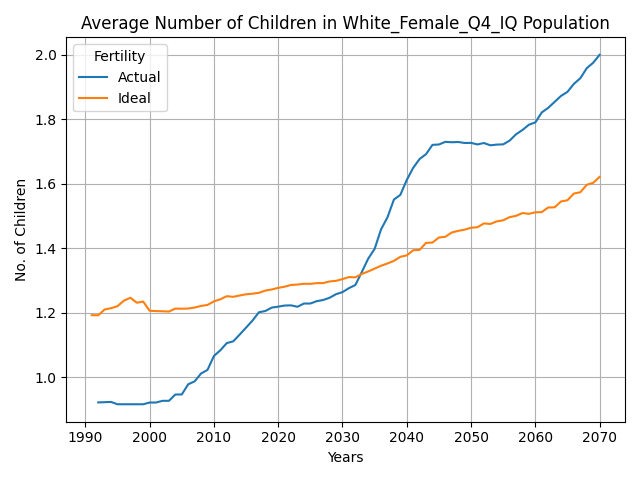 Average Number of Children in White_Female_Q4_IQ Population
Fertility
Actual
Ideal
2.0
1.8
1.6
1.4
1.2
1.0
No. of Children
1990 2000 2010 2020 2030 2040 2050 2060 2070
Years